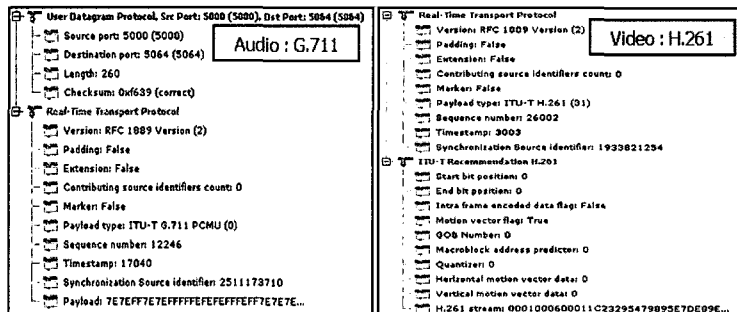 User Datagram Protocol, Src Port: 5000 (5000), Dst Port: 5064 (5064)
Source port: 5000 (5000)
Destination port: 5064 (5064)
Length: 260
Checksum: 0xf639 (correct)
Audio : G.711
Real-Time Transport Protocol
Version: RFC 1889 Version (2)
Padding: False
Extension: False
Contributing source identifiers count: 0
Marker: False
Payload type: ITU-T G.711 PCMU (0)
Sequence number: 12246
Timestamp: 17040
Synchronization Source identifier: 2511173710
Payload: 7E7EFF7E7EFFFFFEFEFEFFFEFF7E7E7E...
Real-Time Transport Protocol
Version: RFC 1889 Version (2)
Padding: False
Extension: False
Contributing source identifiers count: 0
Marker: False
Payload type: ITU-T H.261 (31)
Sequence number: 26002
Timestamp: 3003
Synchronization Source identifier: 1933821254
Video : H.261
ITU-T Recommendation H.261
Start bit position: 0
End bit position: 0
Intra frame encoded data flag: False
Motion vector flag: True
GOB Number: 0
Macroblock address predictor: 0
Quantizer: 0
Horizontal motion vector data: 0
Vertical motion vector data: 0
H.261 stream: 0001000600011C23295479895E7DE09E...